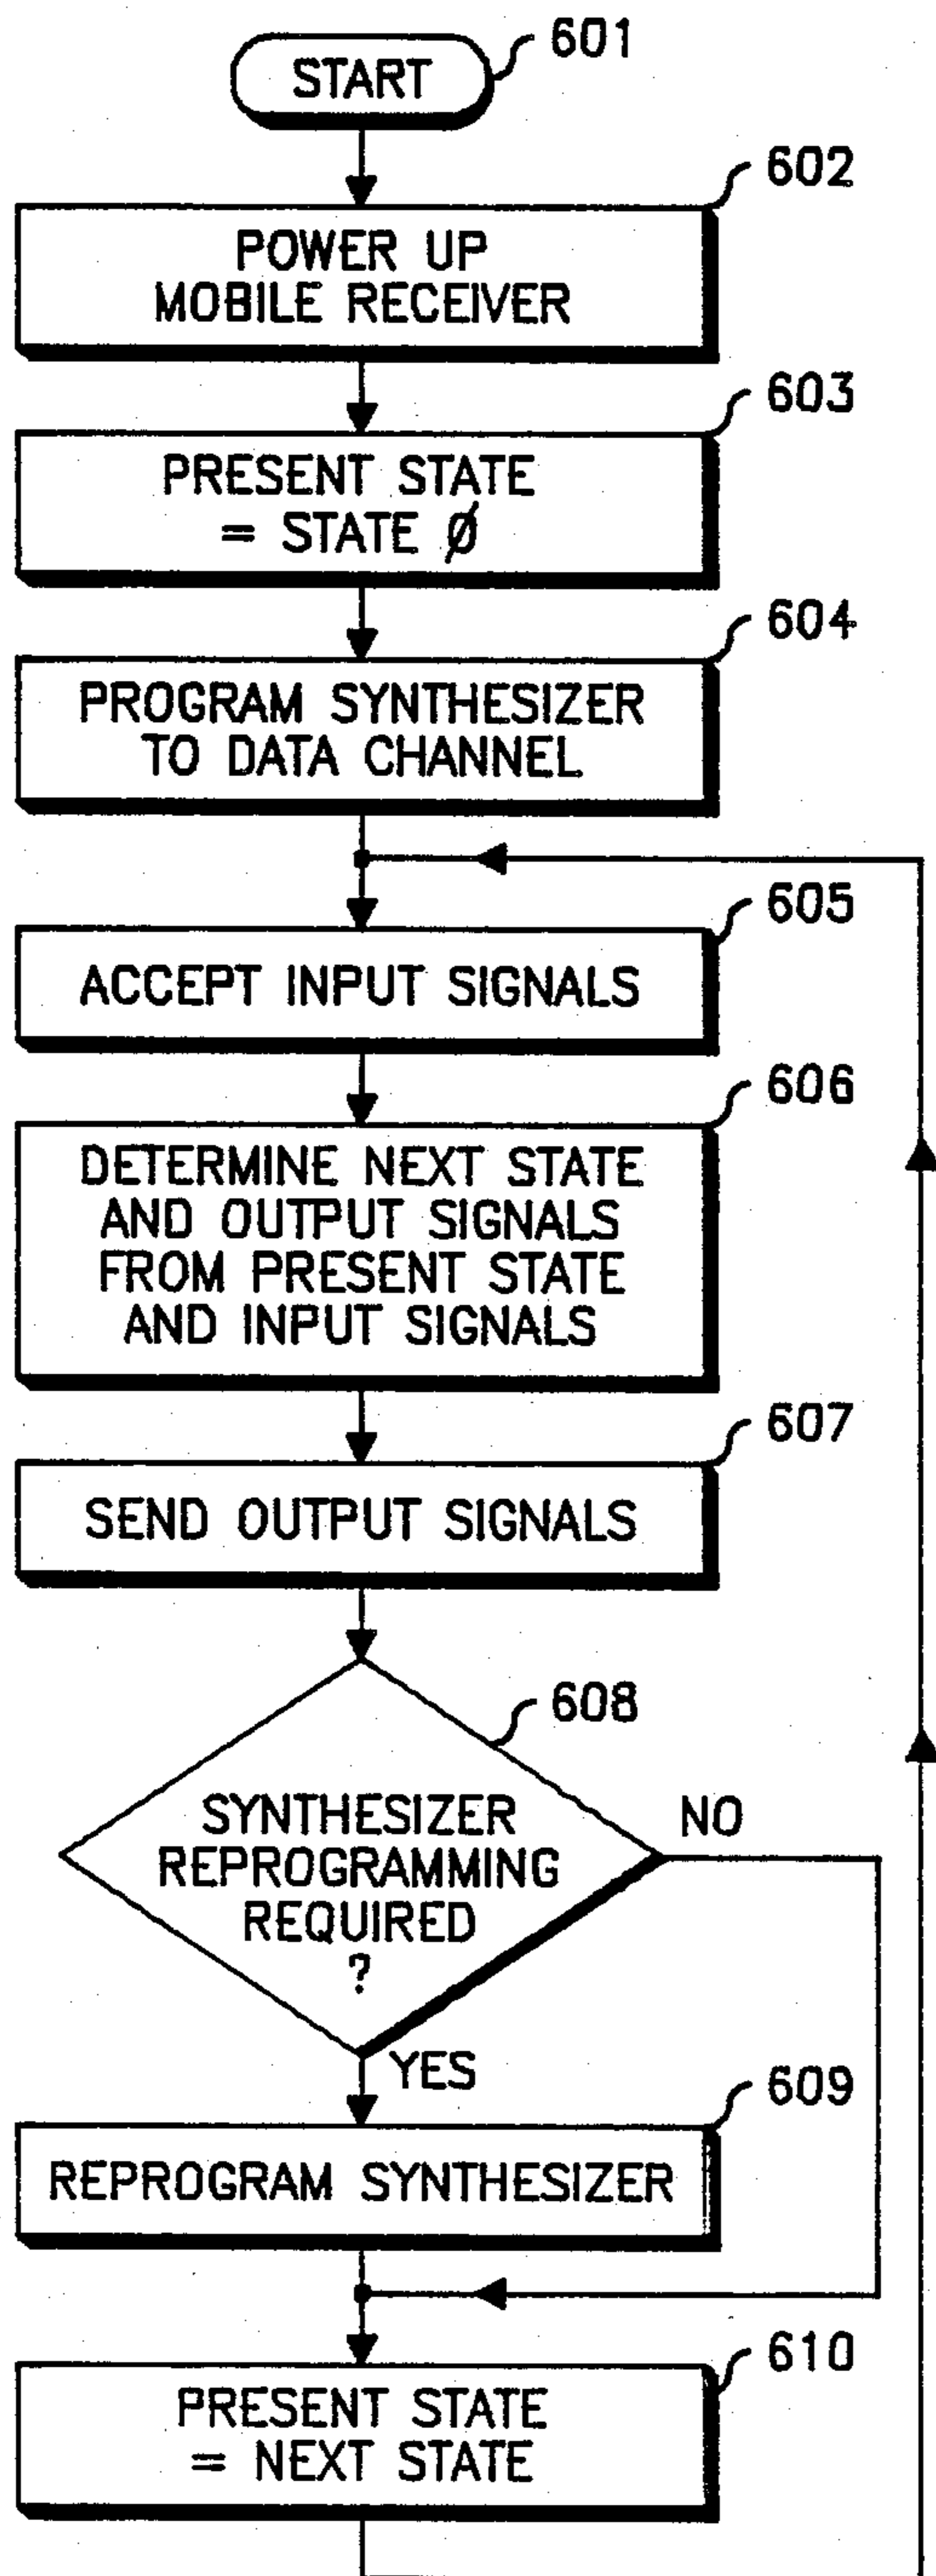 601
START
602
POWER UP
MOBILE RECEIVER
603
PRESENT STATE
= STATE Ø
604
PROGRAM SYNTHESIZER
TO DATA CHANNEL
605
ACCEPT INPUT SIGNALS
606
DETERMINE NEXT STATE
AND OUTPUT SIGNALS
FROM PRESENT STATE
AND INPUT SIGNALS
607
SEND OUTPUT SIGNALS
608
SYNTHESIZER
REPROGRAMMING
REQUIRED
?
NO
YES
609
REPROGRAM SYNTHESIZER
610
PRESENT STATE
= NEXT STATE